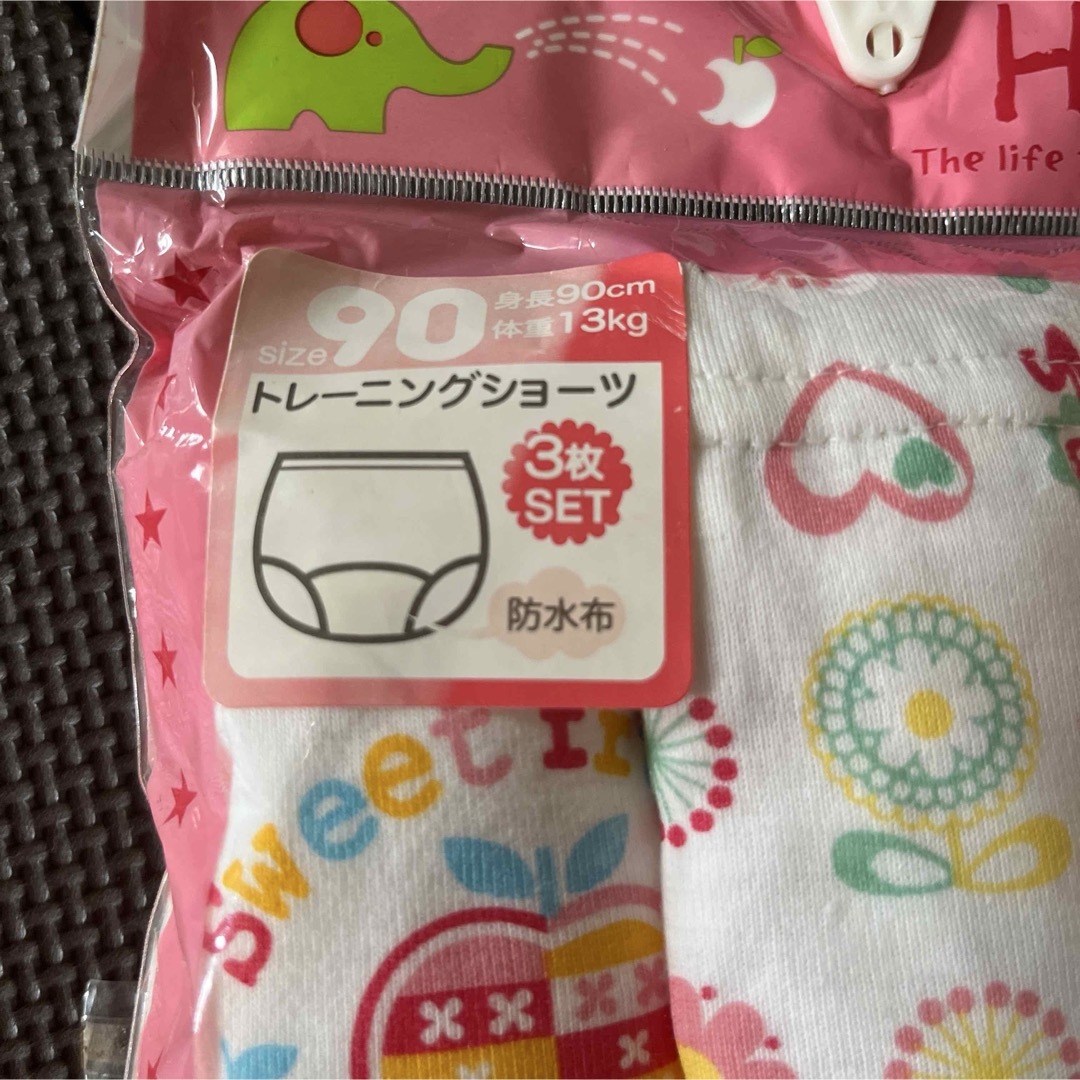 H
The life
size 90
身長90cm
体重13kg
トレーニングショーツ
3枚
SET
防水布
Sweet